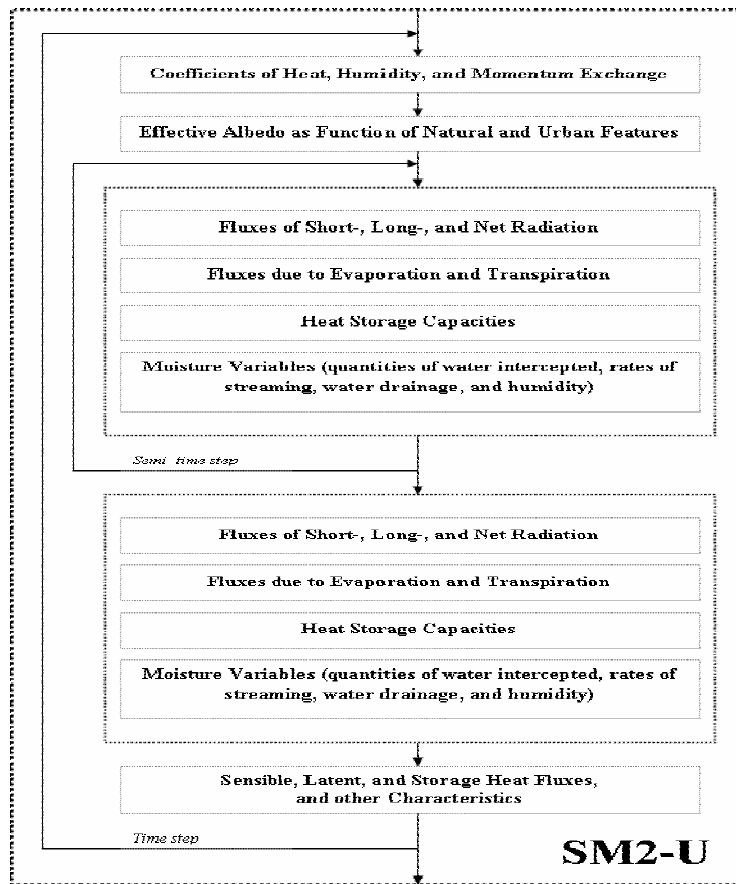 Coefficients of Heat, Humidity, and Momentum Exchange
Effective Albedo as Function of Natural and Urban Features
Fluxes of Short-, Long-, and Net Radiation
Fluxes due to Evaporation and Transpiration
Heat Storage Capacities
Moisture Variables (quantities of water intercepted, rates of
streaming, water drainage, and humidity)
Semi time step
Fluxes of Short-, Long-, and Net Radiation
Fluxes due to Evaporation and Transpiration
Heat Storage Capacities
Moisture Variables (quantities of water intercepted, rates of
streaming, water drainage, and humidity)
Sensible, Latent, and Storage Heat Fluxes,
and other Characteristics
Time step
SM2-U